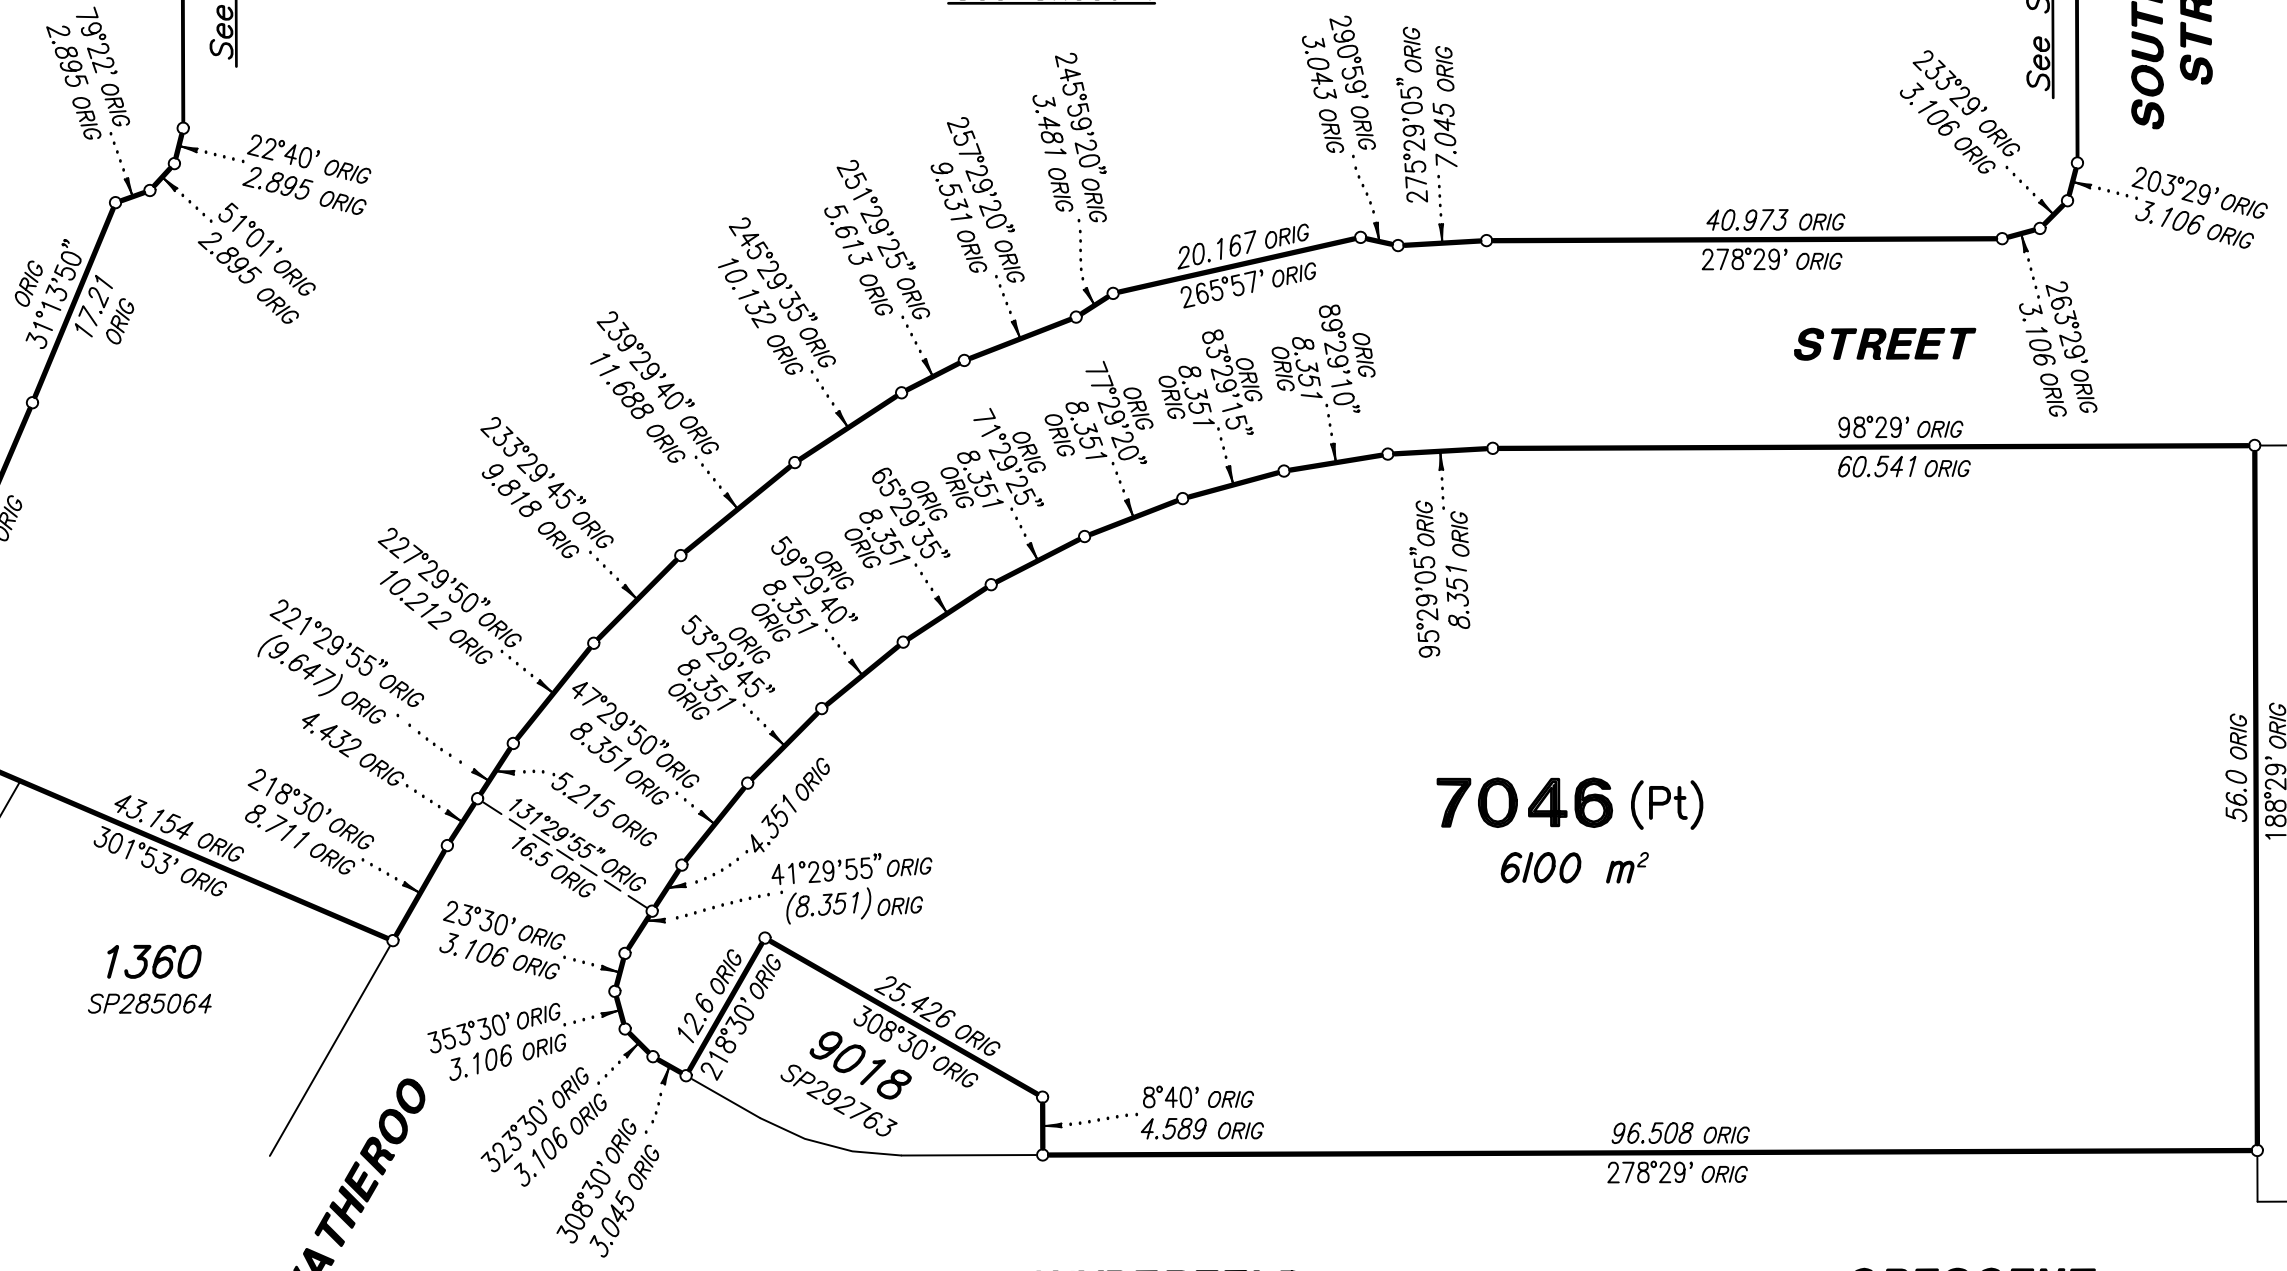 See
79°22' ORIG
2.895 ORIG
22°40' ORIG
2.895 ORIG
51°01' ORIG
2.895 ORIG
ORIG
31°13'50"
17.21
ORIG
ORIG
245°59'20" ORIG
3.481 ORIG
257°29'20" ORIG
9.531 ORIG
251°29'25" ORIG
5.613 ORIG
245°29'35" ORIG
10.132 ORIG
239°29'40" ORIG
11.688 ORIG
233°29'45" ORIG
9.818 ORIG
227°29'50" ORIG
10.212 ORIG
221°29'55" ORIG
(9.647) ORIG
4.432 ORIG
218°30' ORIG
8.711 ORIG
290°59' ORIG
3.043 ORIG
275°29'05" ORIG
7.045 ORIG
20.167 ORIG
265°57' ORIG
40.973 ORIG
278°29' ORIG
See
SOUT
STR
233°29' ORIG
3.106 ORIG
203°29' ORIG
3.106 ORIG
263°29' ORIG
3.106 ORIG
STREET
ORIG
89°29'10"
8.351
ORIG
ORIG
83°29'15"
8.351
ORIG
ORIG
77°29'20"
8.351
ORIG
ORIG
71°29'25"
8.351
ORIG
ORIG
65°29'35"
8.351
ORIG
ORIG
59°29'40"
8.351
ORIG
ORIG
53°29'45"
8.351
ORIG
47°29'50" ORIG
8.351 ORIG
5.215 ORIG
131°29'55" ORIG
16.5 ORIG
4.351 ORIG
41°29'55" ORIG
(8.351) ORIG
98°29' ORIG
60.541 ORIG
95°29'05" ORIG
8.351 ORIG
7046 (Pt)
6100 m²
56.0 ORIG
188°29' ORIG
43.154 ORIG
301°53' ORIG
1360
SP285064
23°30' ORIG
3.106 ORIG
353°30' ORIG
3.106 ORIG
323°30' ORIG
3.106 ORIG
308°30' ORIG
3.045 ORIG
12.6 ORIG
218°30' ORIG
25.426 ORIG
308°30' ORIG
9018
SP292763
8°40' ORIG
4.589 ORIG
96.508 ORIG
278°29' ORIG
ATHEROO
CRESCENT